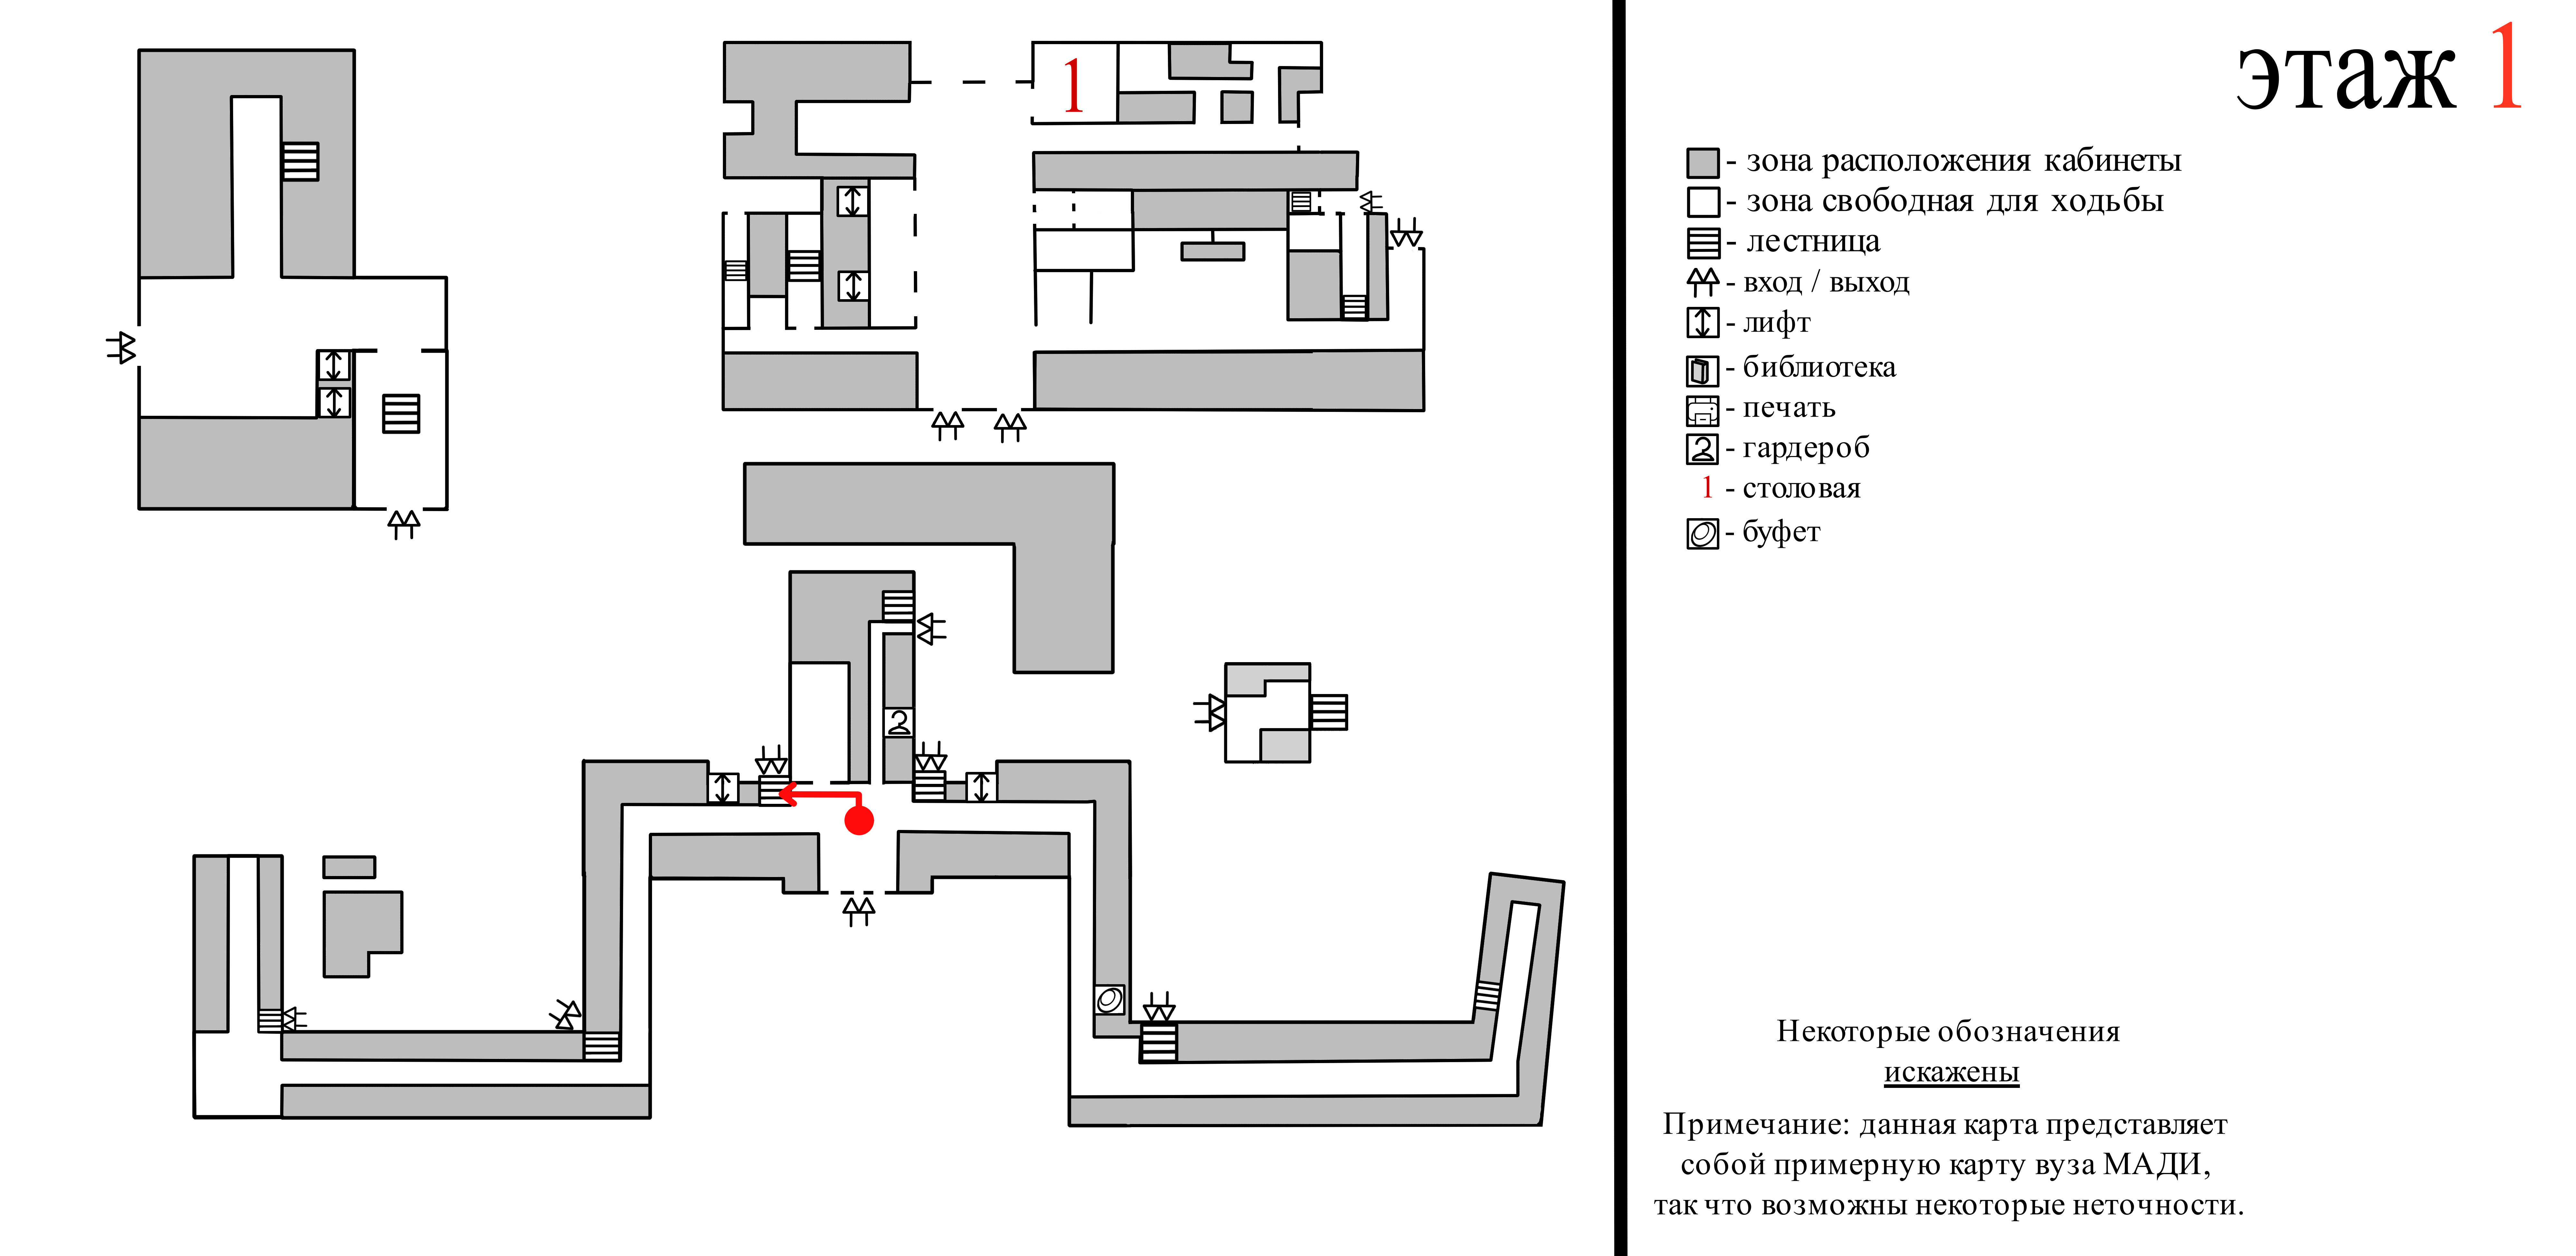 этаж 1
- зона расположения кабинеты
- зона свободная для ходьбы
- лестница
- вход / выход
- лифт
- библиотека
- печать
- гардероб
1 - столовая
- буфет
1
Некоторые обозначения
искажены
Примечание: данная карта представляет
собой примерную карту вуза МАДИ,
так что возможны некоторые неточности.